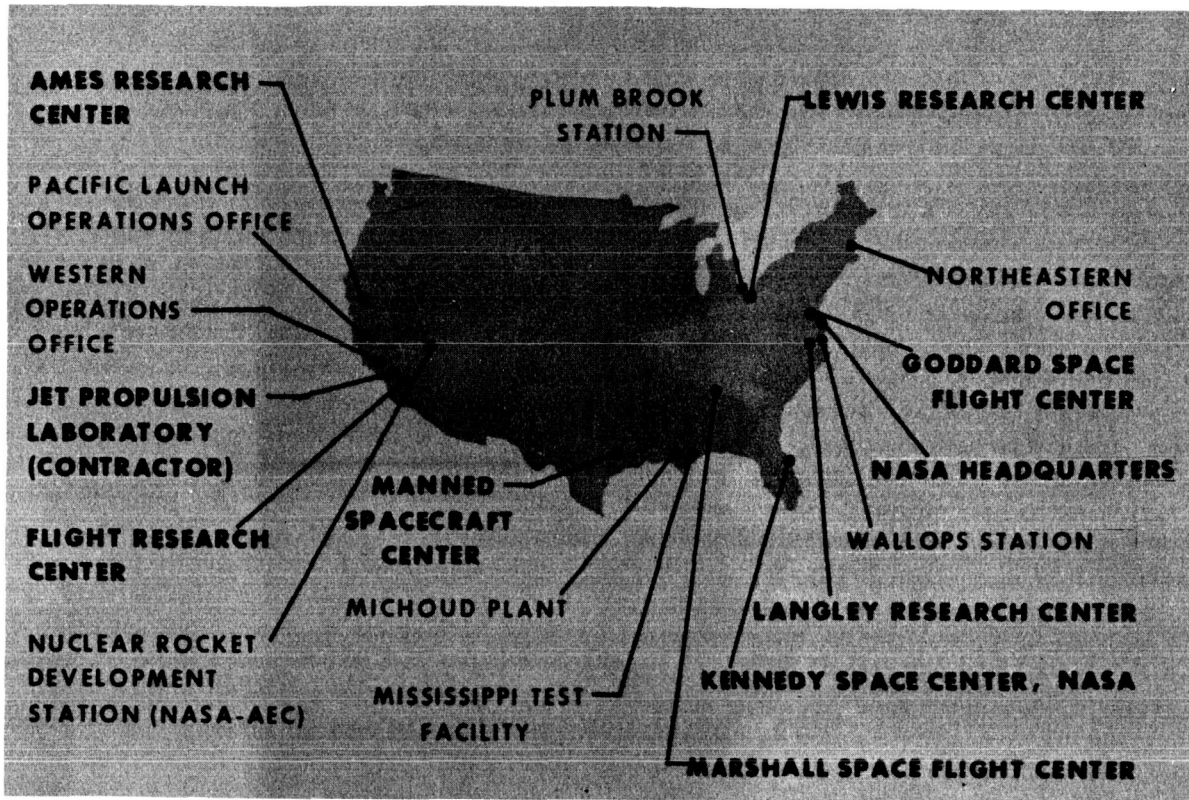 AMES RESEARCH
CENTER
PACIFIC LAUNCH
OPERATIONS OFFICE
WESTERN
OPERATIONS
OFFICE
JET PROPULSION
LABORATORY
(CONTRACTOR)
FLIGHT RESEARCH
CENTER
NUCLEAR ROCKET
DEVELOPMENT
STATION (NASA-AEC)
PLUM BROOK
STATION
LEWIS RESEARCH CENTER
NORTHEASTERN
OFFICE
GODDARD SPACE
FLIGHT CENTER
NASA HEADQUARTERS
WALLOPS STATION
LANGLEY RESEARCH CENTER
KENNEDY SPACE CENTER, NASA
MARSHALL SPACE FLIGHT CENTER
MANNED
SPACECRAFT
CENTER
MICHOUD PLANT
MISSISSIPPI TEST
FACILITY